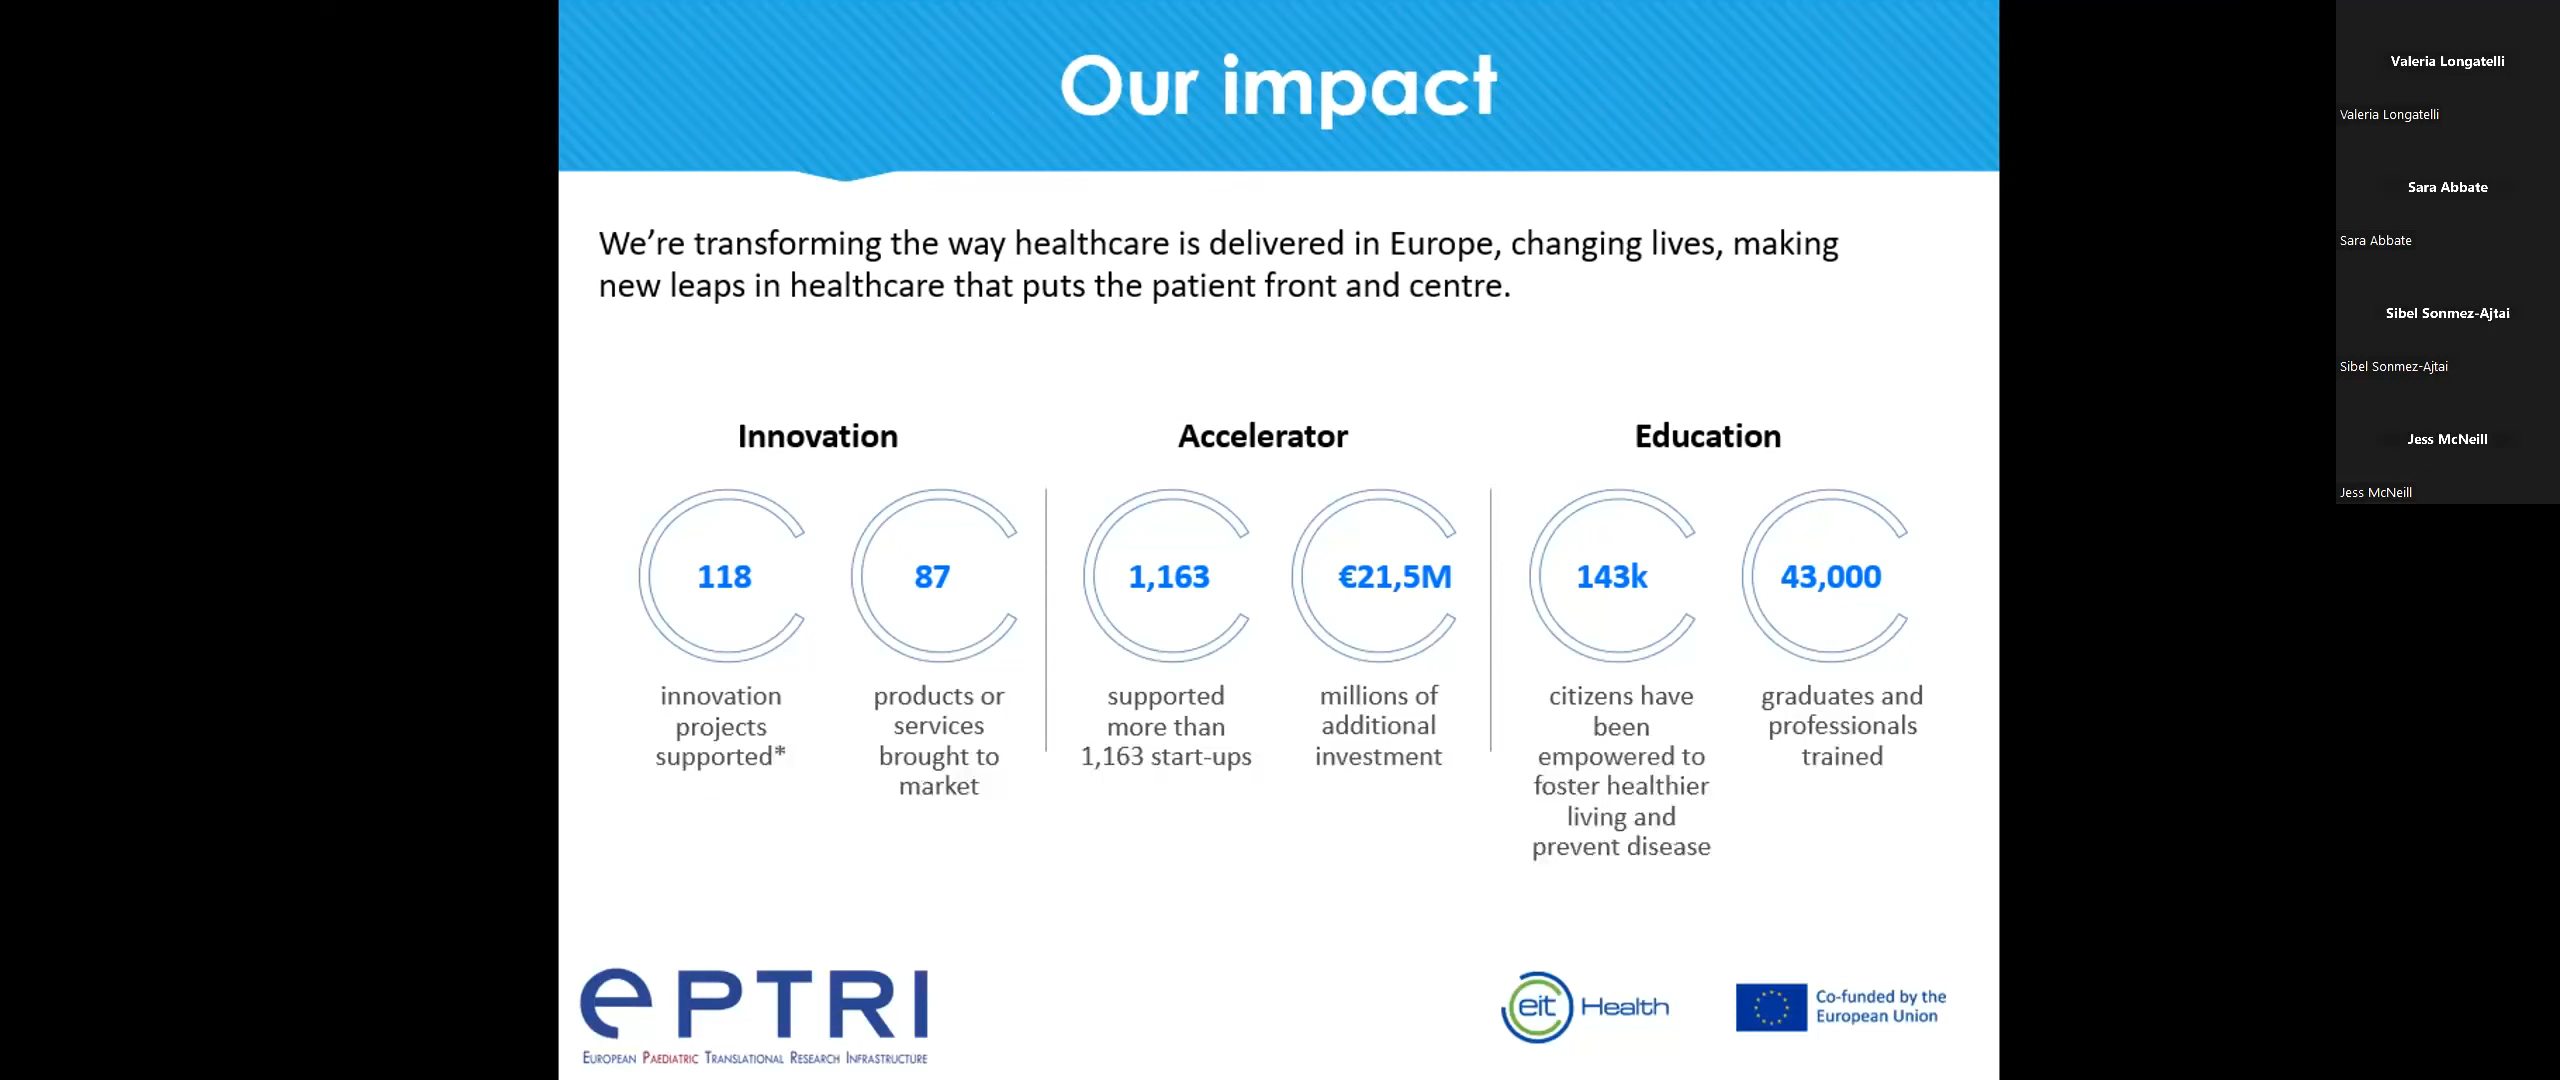 Our impact
We’re transforming the way healthcare is delivered in Europe, changing lives, making
new leaps in healthcare that puts the patient front and centre.
Innovation
118
innovation
projects
supported*
87
products or
services
brought to
market
Accelerator
1,163
supported
more than
1,163 start-ups
€21,5M
millions of
additional
investment
Education
143k
citizens have
been
empowered to
foster healthier
living and
prevent disease
43,000
graduates and
professionals
trained
ePTRI
EUROPEAN PAEDIATRIC TRANSLATIONAL RESEARCH INFRASTRUCTURE
eit Health
Co-funded by the
European Union
Valeria Longatelli
Valeria Longatelli
Sara Abbate
Sara Abbate
Sibel Sonmez-Ajtai
Sibel Sonmez-Ajtai
Jess McNeill
Jess McNeill